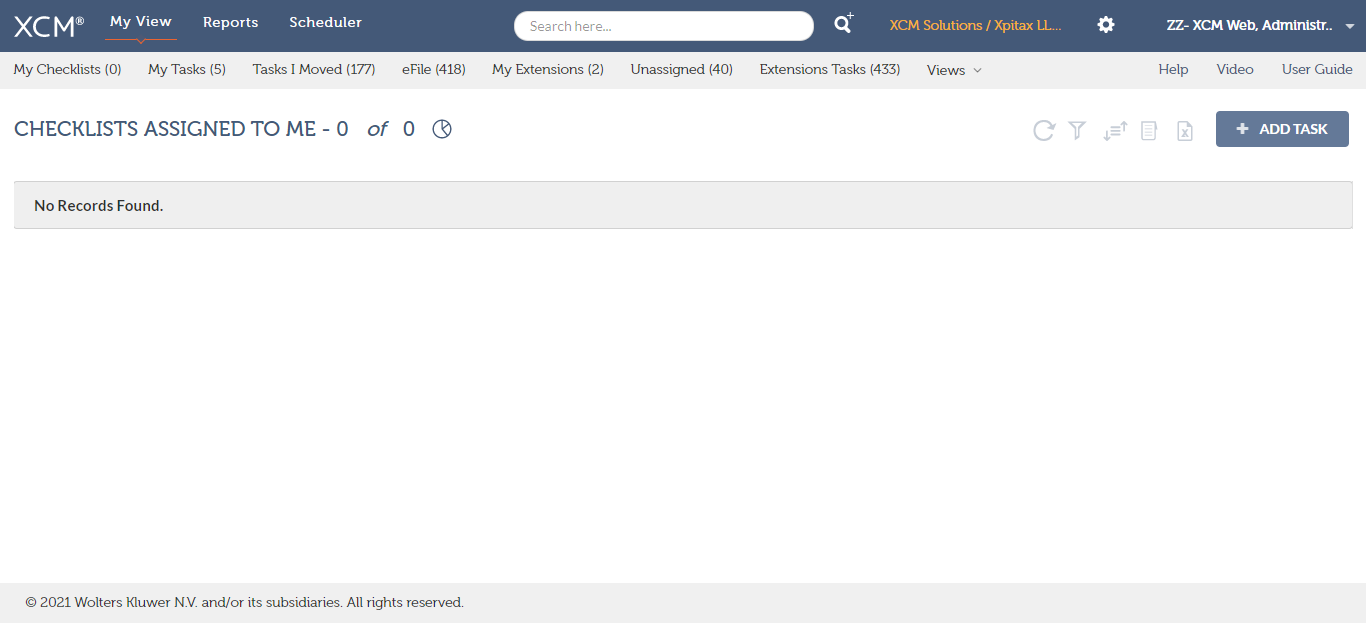 XCM® My View Reports Scheduler Search here... XCM Solutions / Xpitax LL... ZZ- XCM Web, Administr..
My Checklists (0) My Tasks (5) Tasks I Moved (177) eFile (418) My Extensions (2) Unassigned (40) Extensions Tasks (433) Views Help Video User Guide
CHECKLISTS ASSIGNED TO ME - 0 of 0 + ADD TASK
No Records Found.
© 2021 Wolters Kluwer N.V. and/or its subsidiaries. All rights reserved.